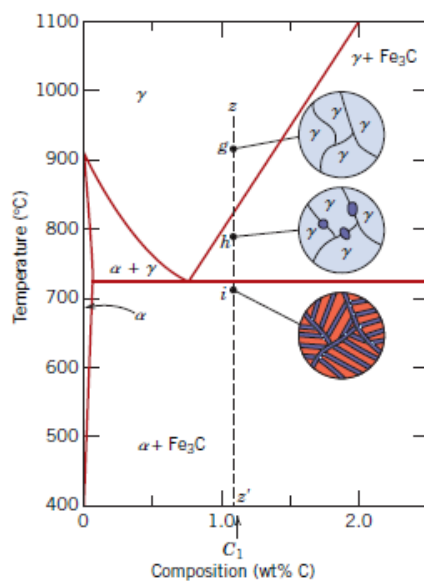 1100
γ + Fe₃C
1000
γ
z
g
γ
γ
γ
γ
900
Temperature (°C)
800
γ
γ
γ
γ
h
α + γ
700
i
α
600
500
α + Fe₃C
400
z′
0
1.0
2.0
C₁
Composition (wt% C)